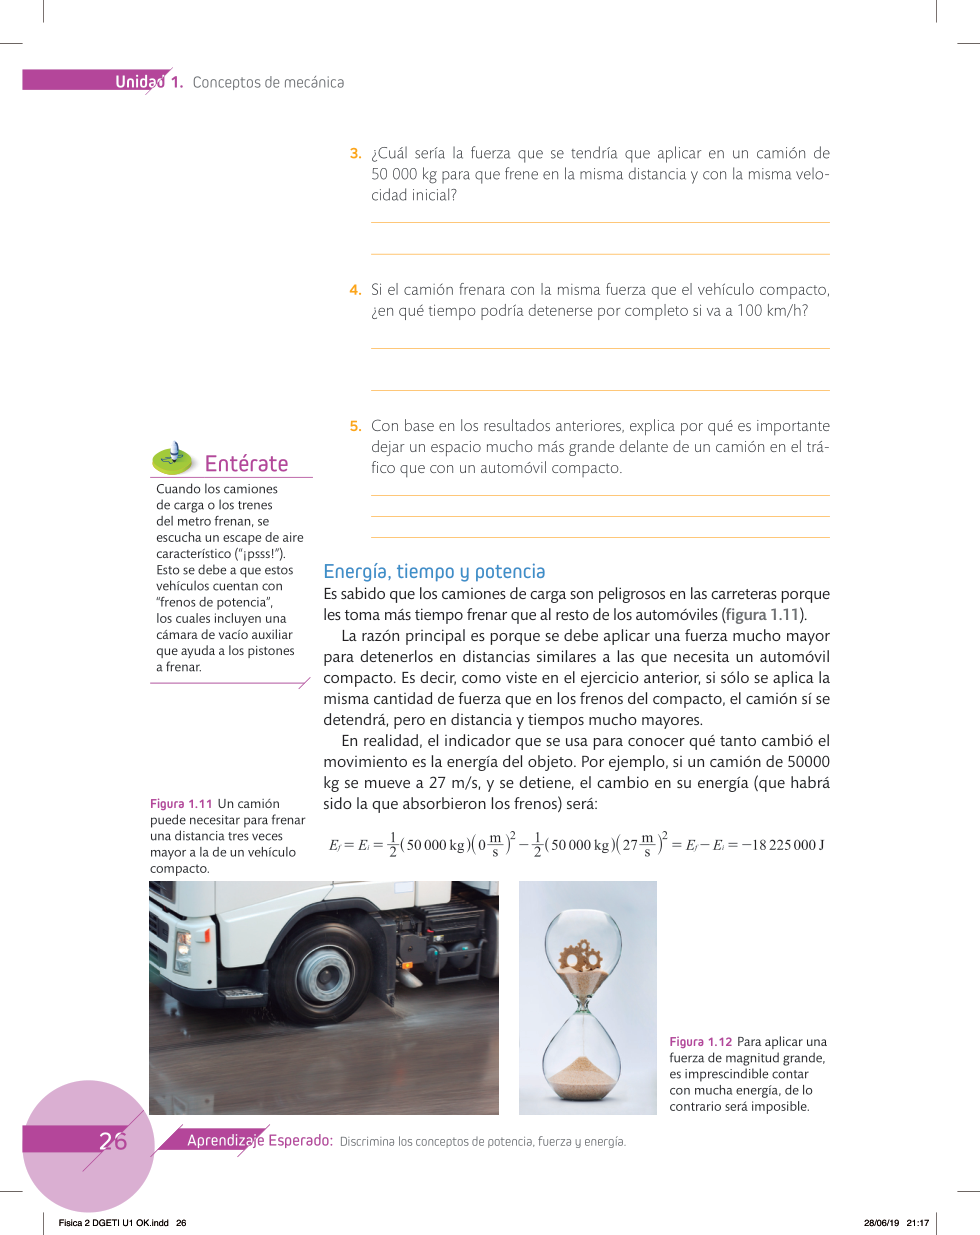 Unidad 1. Conceptos de mecánica
3. ¿Cuál sería la fuerza que se tendría que aplicar en un camión de
50 000 kg para que frene en la misma distancia y con la misma velo-
cidad inicial?
4. Si el camión frenara con la misma fuerza que el vehículo compacto,
¿en qué tiempo podría detenerse por completo si va a 100 km/h?
5. Con base en los resultados anteriores, explica por qué es importante
dejar un espacio mucho más grande delante de un camión en el trá-
fico que con un automóvil compacto.
Entérate
Cuando los camiones
de carga o los trenes
del metro frenan, se
escucha un escape de aire
característico (“¡psss!”).
Esto se debe a que estos
vehículos cuentan con
“frenos de potencia”,
los cuales incluyen una
cámara de vacío auxiliar
que ayuda a los pistones
a frenar.
Energía, tiempo y potencia
Es sabido que los camiones de carga son peligrosos en las carreteras porque
les toma más tiempo frenar que al resto de los automóviles (figura 1.11).
La razón principal es porque se debe aplicar una fuerza mucho mayor
para detenerlos en distancias similares a las que necesita un automóvil
compacto. Es decir, como viste en el ejercicio anterior, si sólo se aplica la
misma cantidad de fuerza que en los frenos del compacto, el camión sí se
detendrá, pero en distancia y tiempos mucho mayores.
En realidad, el indicador que se usa para conocer qué tanto cambió el
movimiento es la energía del objeto. Por ejemplo, si un camión de 50000
kg se mueve a 27 m/s, y se detiene, el cambio en su energía (que habrá
sido la que absorbieron los frenos) será:
E_f = E_i = 1/2 (50 000 kg)(0 m/s)^2 − 1/2 (50 000 kg)(27 m/s)^2 = E_f − E_i = −18 225 000 J
Figura 1.11 Un camión
puede necesitar para frenar
una distancia tres veces
mayor a la de un vehículo
compacto.
Figura 1.12 Para aplicar una
fuerza de magnitud grande,
es imprescindible contar
con mucha energía, de lo
contrario será imposible.
26
Aprendizaje Esperado: Discrimina los conceptos de potencia, fuerza y energía.
Fisica 2 DGETI U1 OK.indd 26
28/06/19 21:17